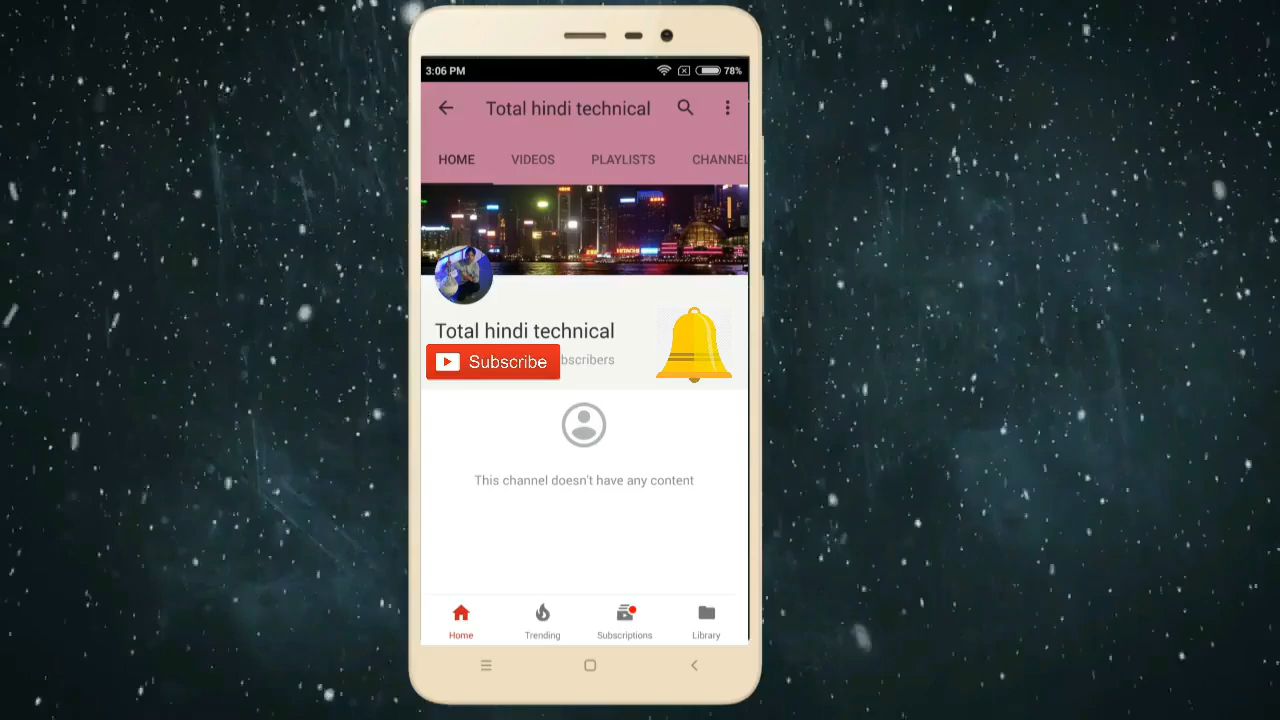 3:06 PM 78%
Total hindi technical
HOME VIDEOS PLAYLISTS CHANNEL
HITACHI
Total hindi technical
Subscribe bscribers
This channel doesn't have any content
Home Trending Subscriptions Library